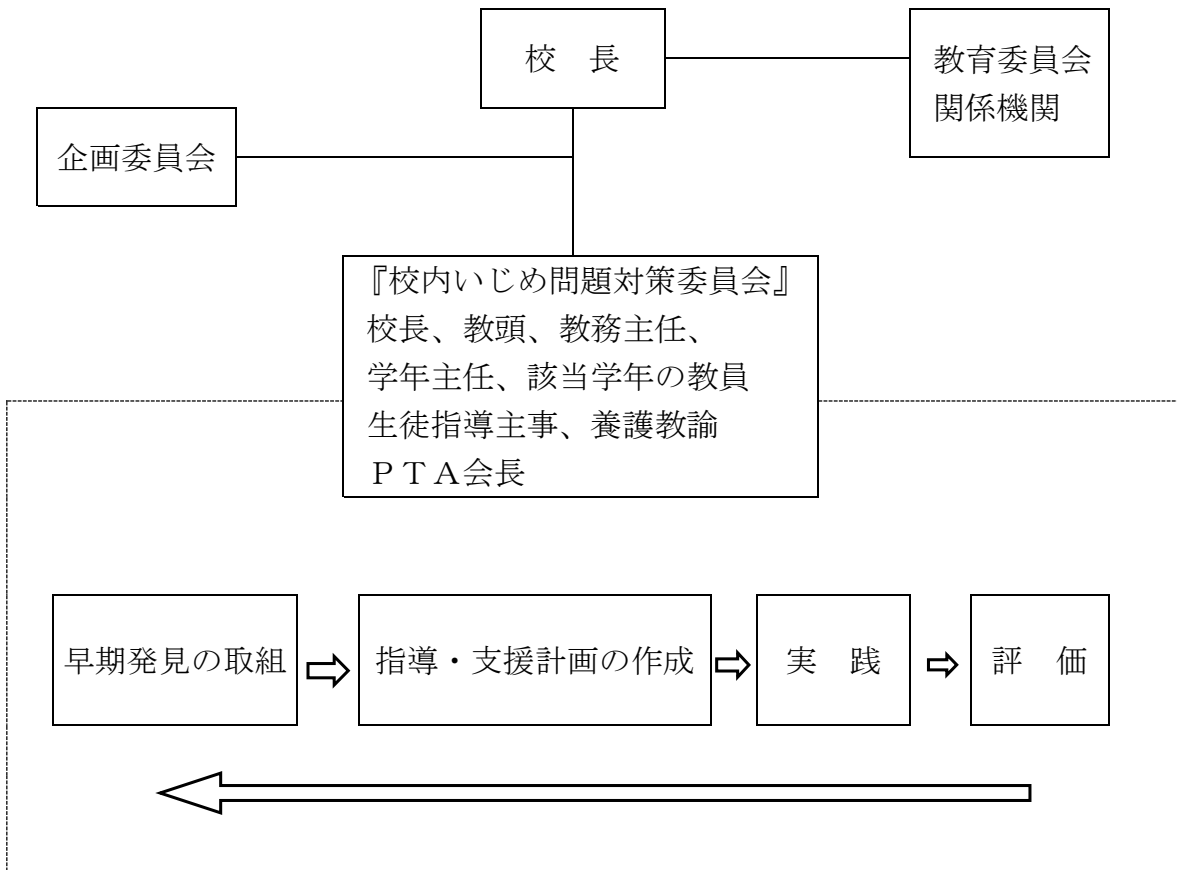 校　長
教育委員会
関係機関
企画委員会
『校内いじめ問題対策委員会』
校長、教頭、教務主任、
学年主任、該当学年の教員
生徒指導主事、養護教諭
ＰＴＡ会長
早期発見の取組
指導・支援計画の作成
実　践
評　価